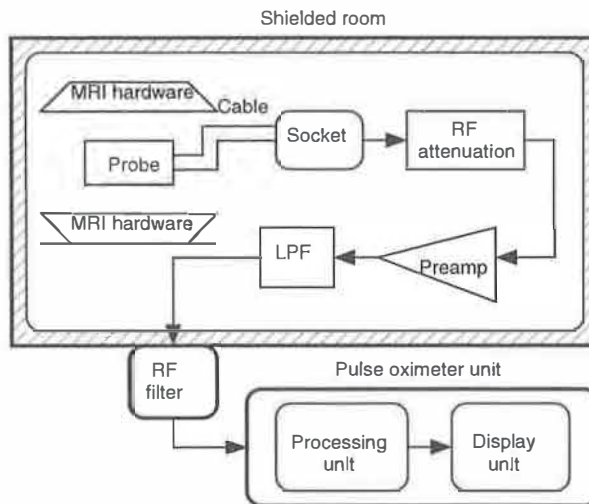 Shielded room
MRI hardware
Cable
Probe
Socket
RF
attenuation
MRI hardware
LPF
Preamp
RF
filter
Pulse oximeter unit
Processing
unit
Display
unit